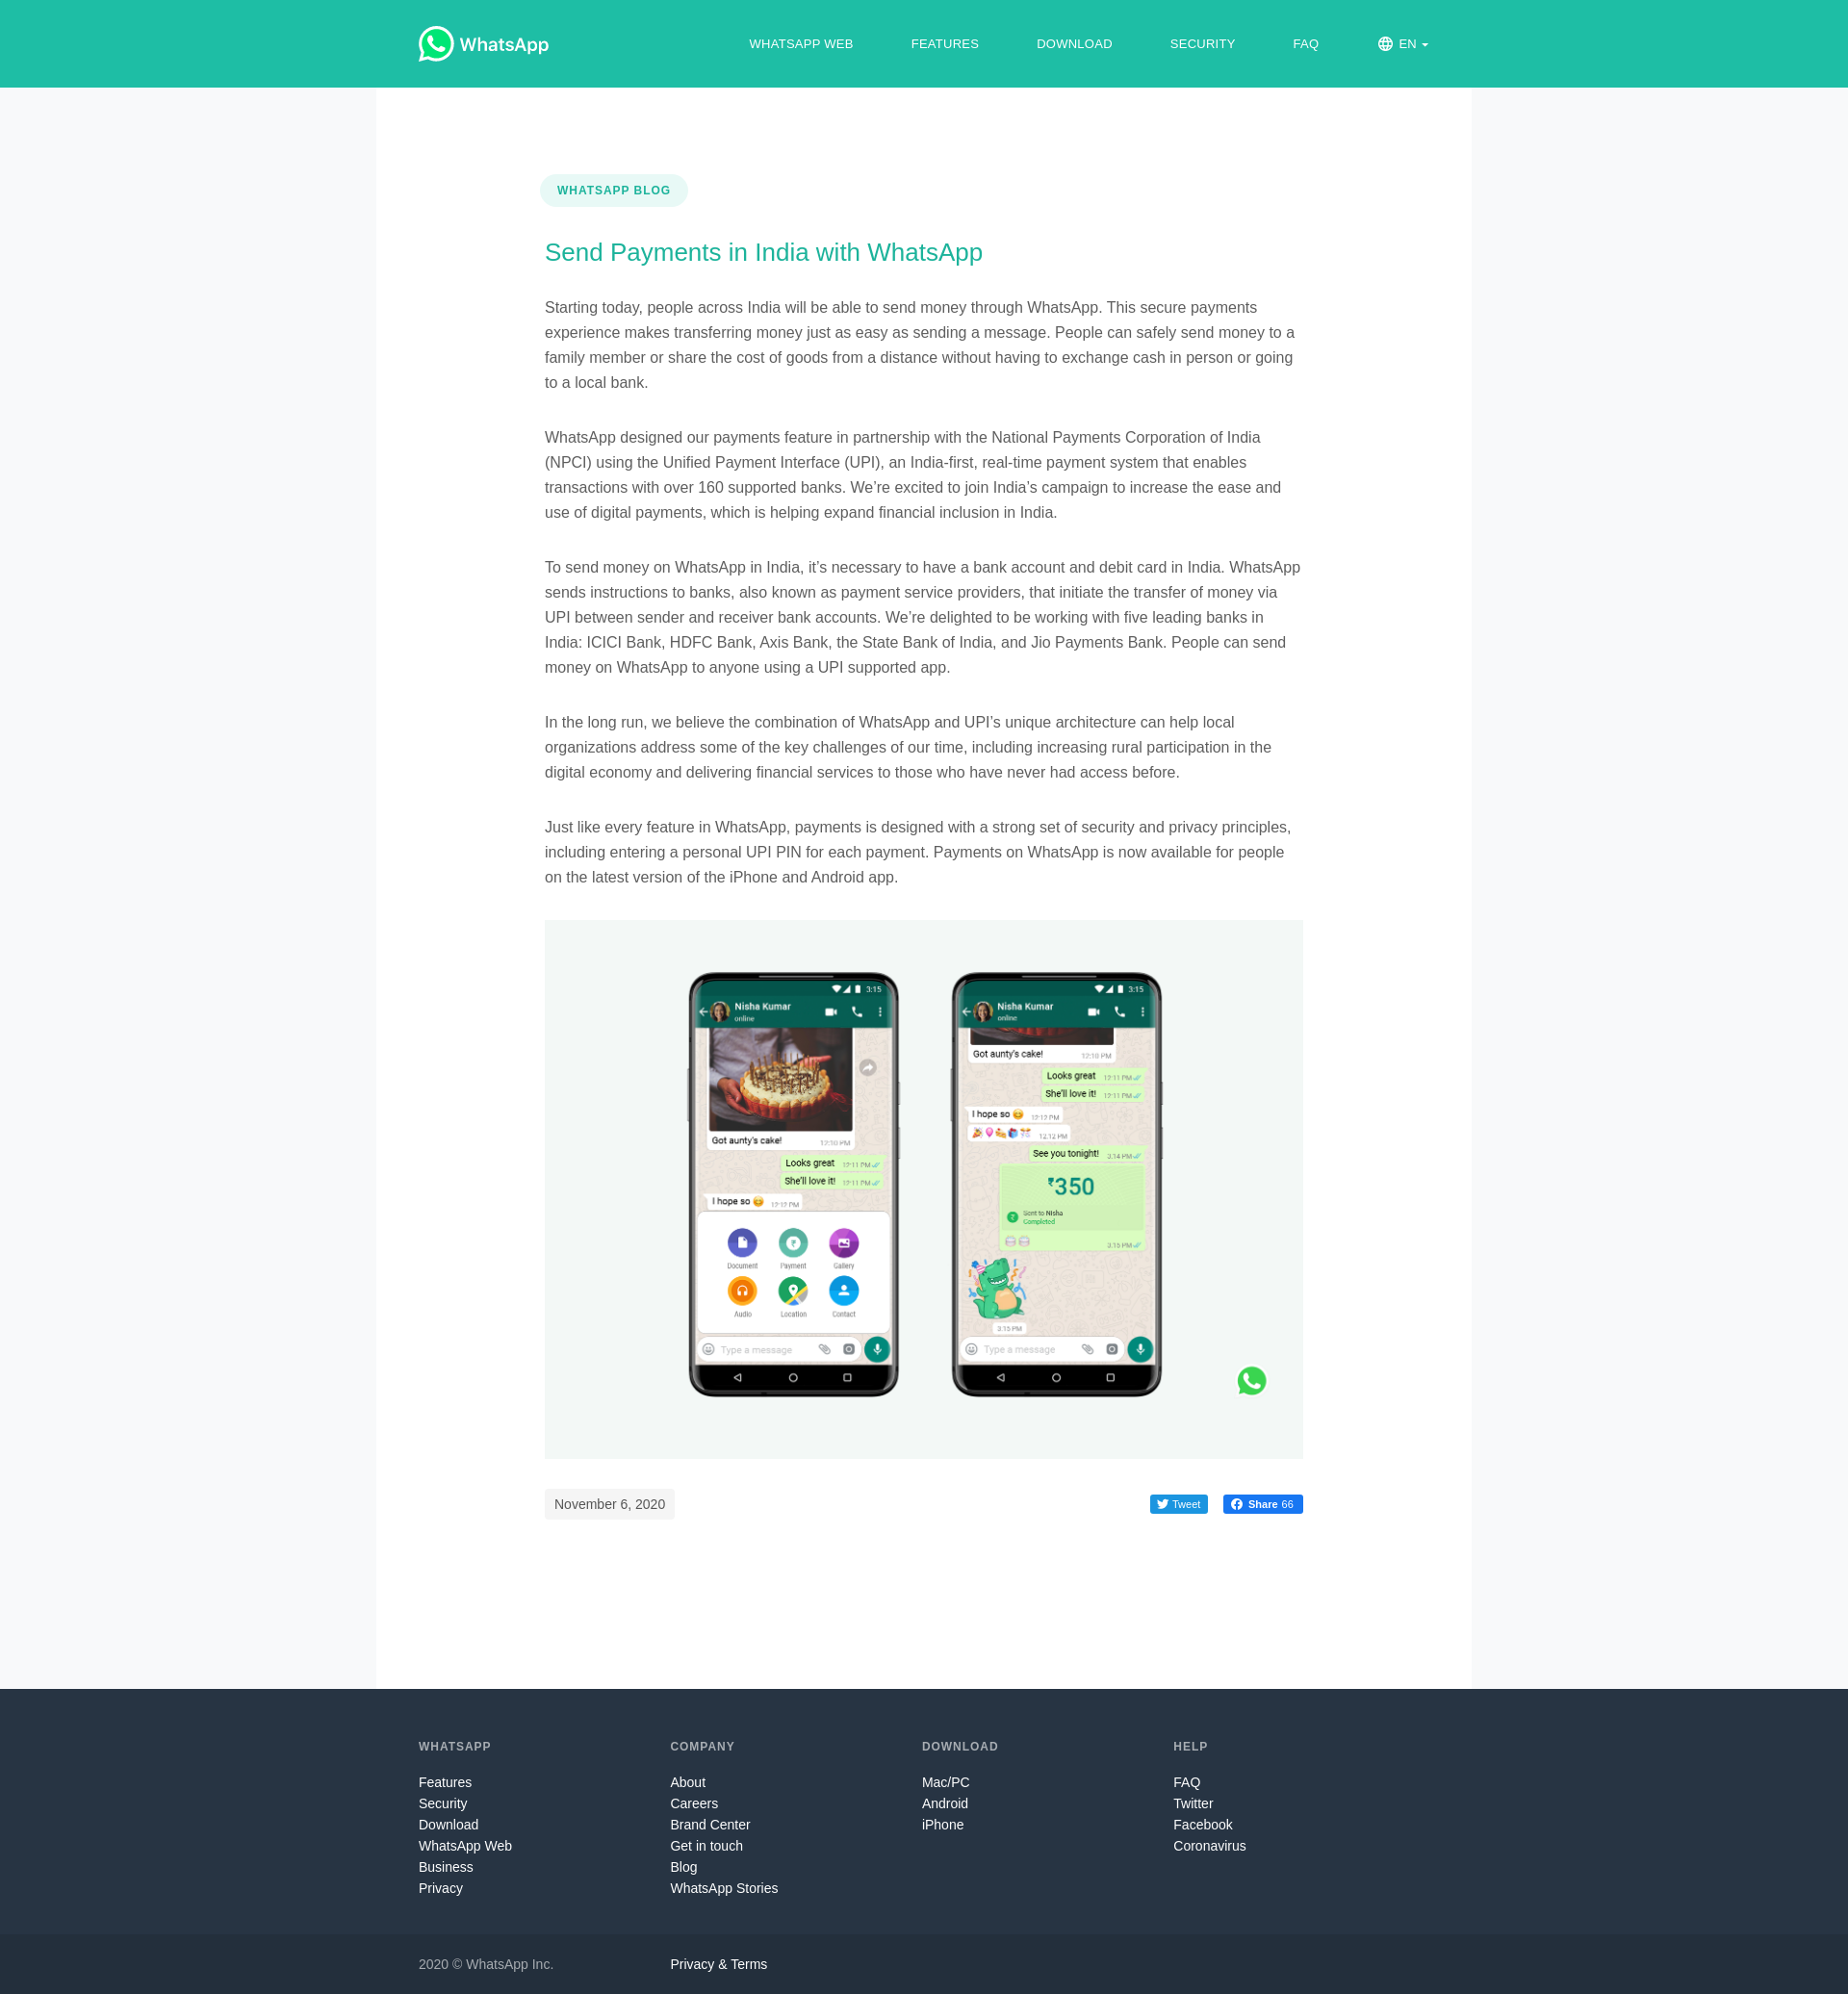 WhatsApp
WHATSAPP WEB
FEATURES
DOWNLOAD
SECURITY
FAQ
EN
WHATSAPP BLOG
Send Payments in India with WhatsApp
Starting today, people across India will be able to send money through WhatsApp. This secure payments
experience makes transferring money just as easy as sending a message. People can safely send money to a
family member or share the cost of goods from a distance without having to exchange cash in person or going
to a local bank.
WhatsApp designed our payments feature in partnership with the National Payments Corporation of India
(NPCI) using the Unified Payment Interface (UPI), an India-first, real-time payment system that enables
transactions with over 160 supported banks. We’re excited to join India’s campaign to increase the ease and
use of digital payments, which is helping expand financial inclusion in India.
To send money on WhatsApp in India, it’s necessary to have a bank account and debit card in India. WhatsApp
sends instructions to banks, also known as payment service providers, that initiate the transfer of money via
UPI between sender and receiver bank accounts. We’re delighted to be working with five leading banks in
India: ICICI Bank, HDFC Bank, Axis Bank, the State Bank of India, and Jio Payments Bank. People can send
money on WhatsApp to anyone using a UPI supported app.
In the long run, we believe the combination of WhatsApp and UPI’s unique architecture can help local
organizations address some of the key challenges of our time, including increasing rural participation in the
digital economy and delivering financial services to those who have never had access before.
Just like every feature in WhatsApp, payments is designed with a strong set of security and privacy principles,
including entering a personal UPI PIN for each payment. Payments on WhatsApp is now available for people
on the latest version of the iPhone and Android app.
3:15
Nisha Kumar
online
Got aunty's cake! 12:10 PM
Looks great 12:11 PM
She'll love it! 12:11 PM
I hope so 12:12 PM
Document Payment Gallery
Audio Location Contact
Type a message
3:15
Nisha Kumar
online
Got aunty's cake! 12:10 PM
Looks great 12:11 PM
She'll love it! 12:11 PM
I hope so 12:12 PM
12:12 PM
See you tonight! 3:14 PM
₹350
Sent to Nisha
Completed
3:15 PM
3:15 PM
Type a message
November 6, 2020
Tweet
Share 66
WHATSAPP
Features
Security
Download
WhatsApp Web
Business
Privacy
COMPANY
About
Careers
Brand Center
Get in touch
Blog
WhatsApp Stories
DOWNLOAD
Mac/PC
Android
iPhone
HELP
FAQ
Twitter
Facebook
Coronavirus
2020 © WhatsApp Inc.
Privacy & Terms